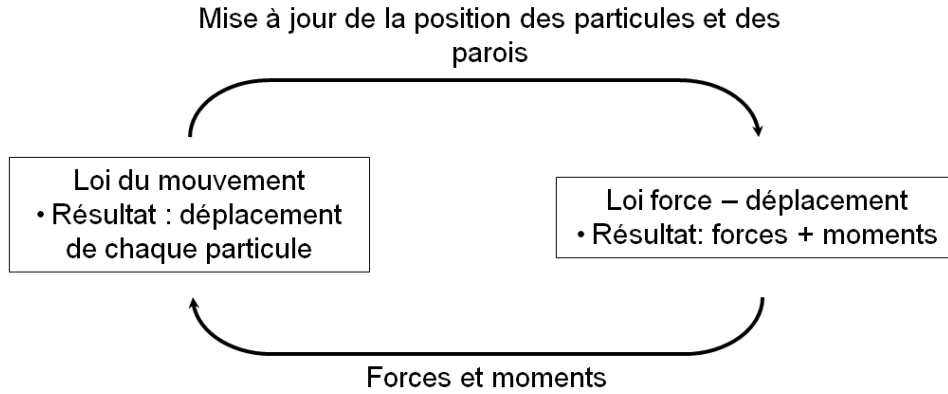 Mise à jour de la position des particules et des
parois
Loi du mouvement
• Résultat : déplacement
de chaque particule
Loi force – déplacement
• Résultat: forces + moments
Forces et moments